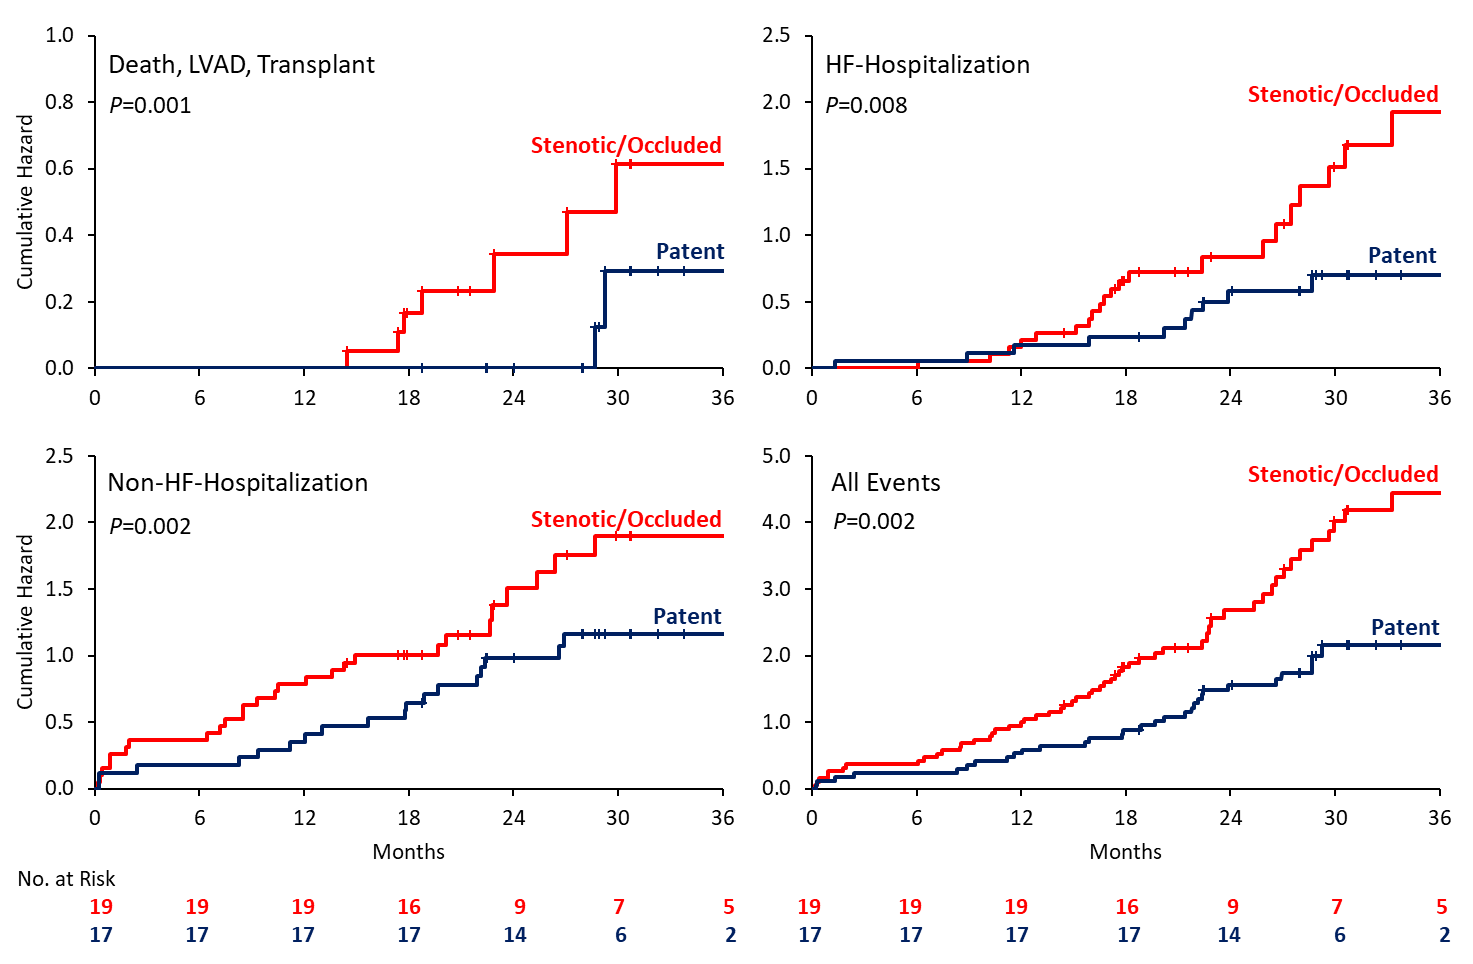 Death, LVAD, Transplant
P=0.001
Cumulative Hazard
1.0
0.8
0.6
0.4
0.2
0.0
Stenotic/Occluded
Patent
0 6 12 18 24 30 36
HF-Hospitalization
P=0.008
2.5
2.0
1.5
1.0
0.5
0.0
Stenotic/Occluded
Patent
0 6 12 18 24 30 36
Non-HF-Hospitalization
P=0.002
Cumulative Hazard
2.5
2.0
1.5
1.0
0.5
0.0
Stenotic/Occluded
Patent
0 6 12 18 24 30 36
Months
All Events
P=0.002
5.0
4.0
3.0
2.0
1.0
0.0
Stenotic/Occluded
Patent
0 6 12 18 24 30 36
Months
No. at Risk
19 19 19 16 9 7 5 19 19 19 16 9 7 5
17 17 17 17 14 6 2 17 17 17 17 14 6 2